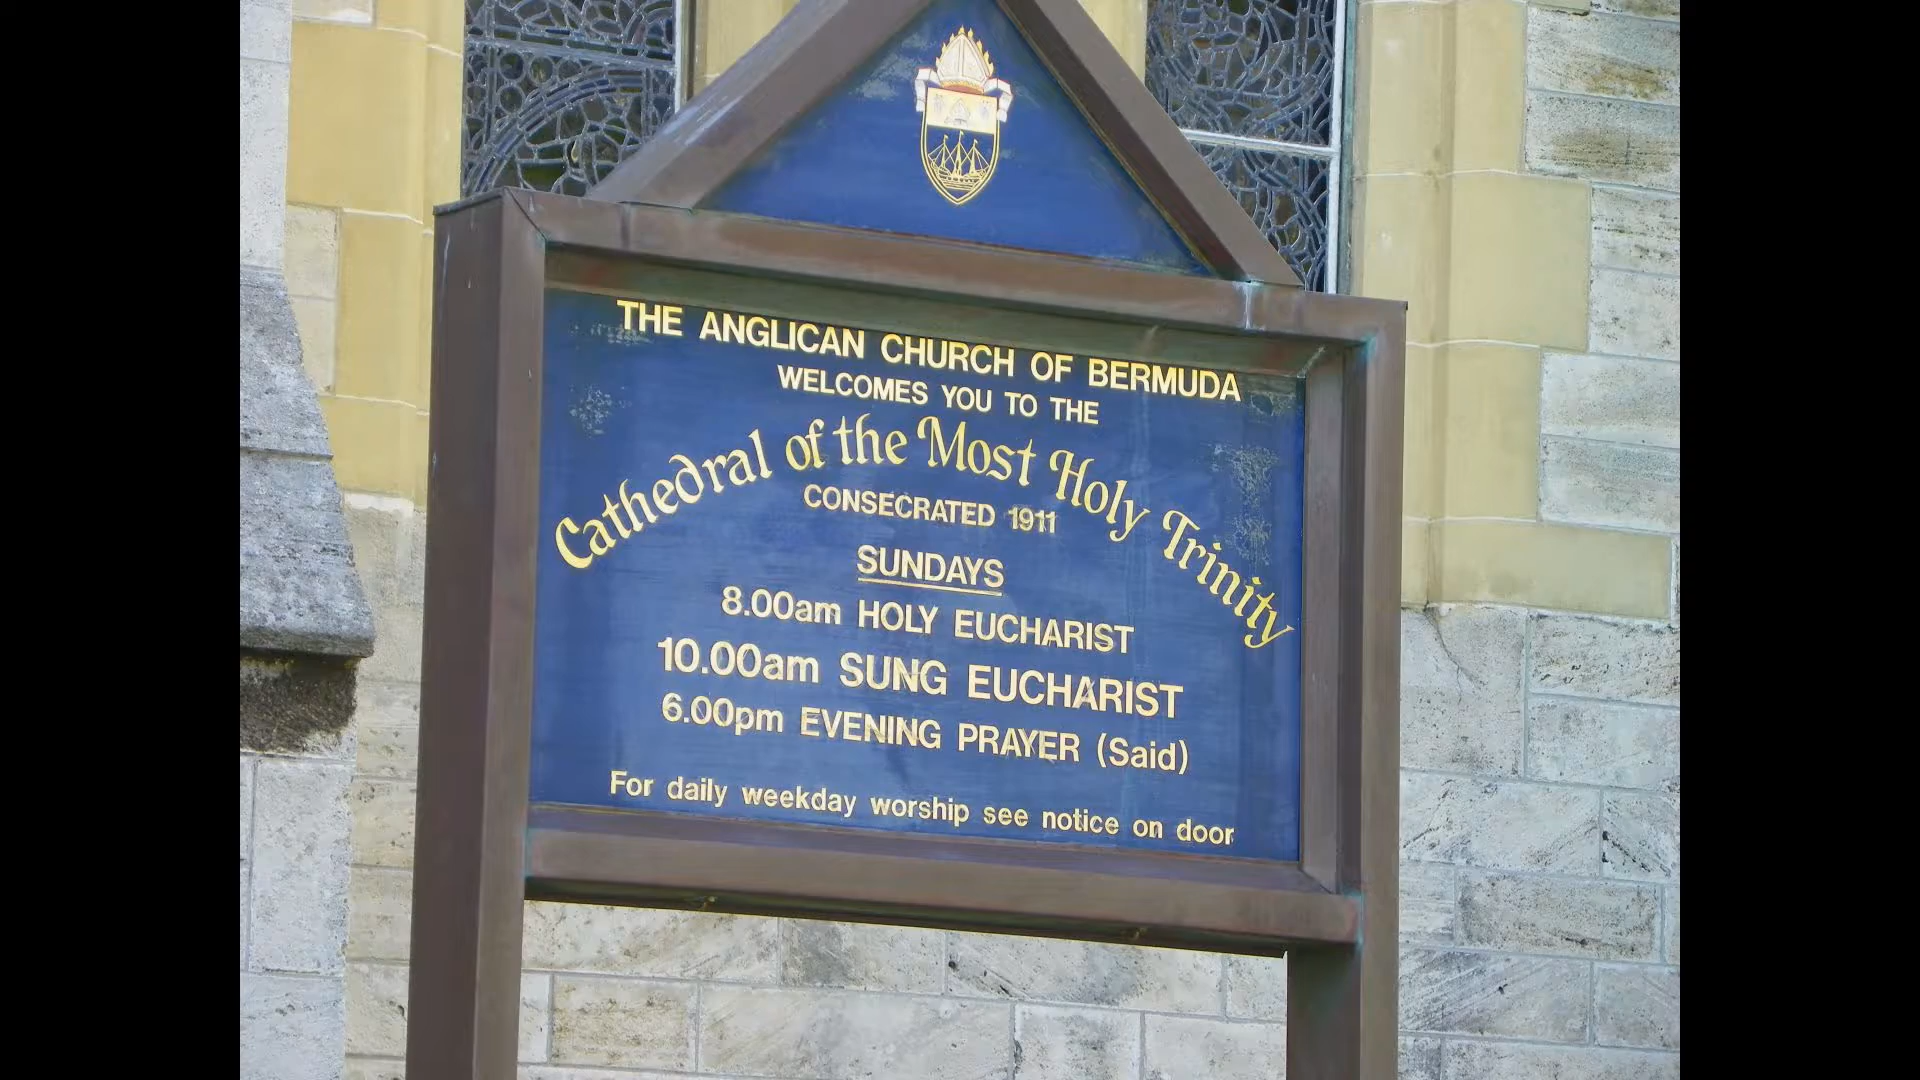 THE ANGLICAN CHURCH OF BERMUDA
WELCOMES YOU TO THE
Cathedral of the Most Holy Trinity
CONSECRATED 1911
SUNDAYS
8.00am HOLY EUCHARIST
10.00am SUNG EUCHARIST
6.00pm EVENING PRAYER (Said)
For daily weekday worship see notice on door